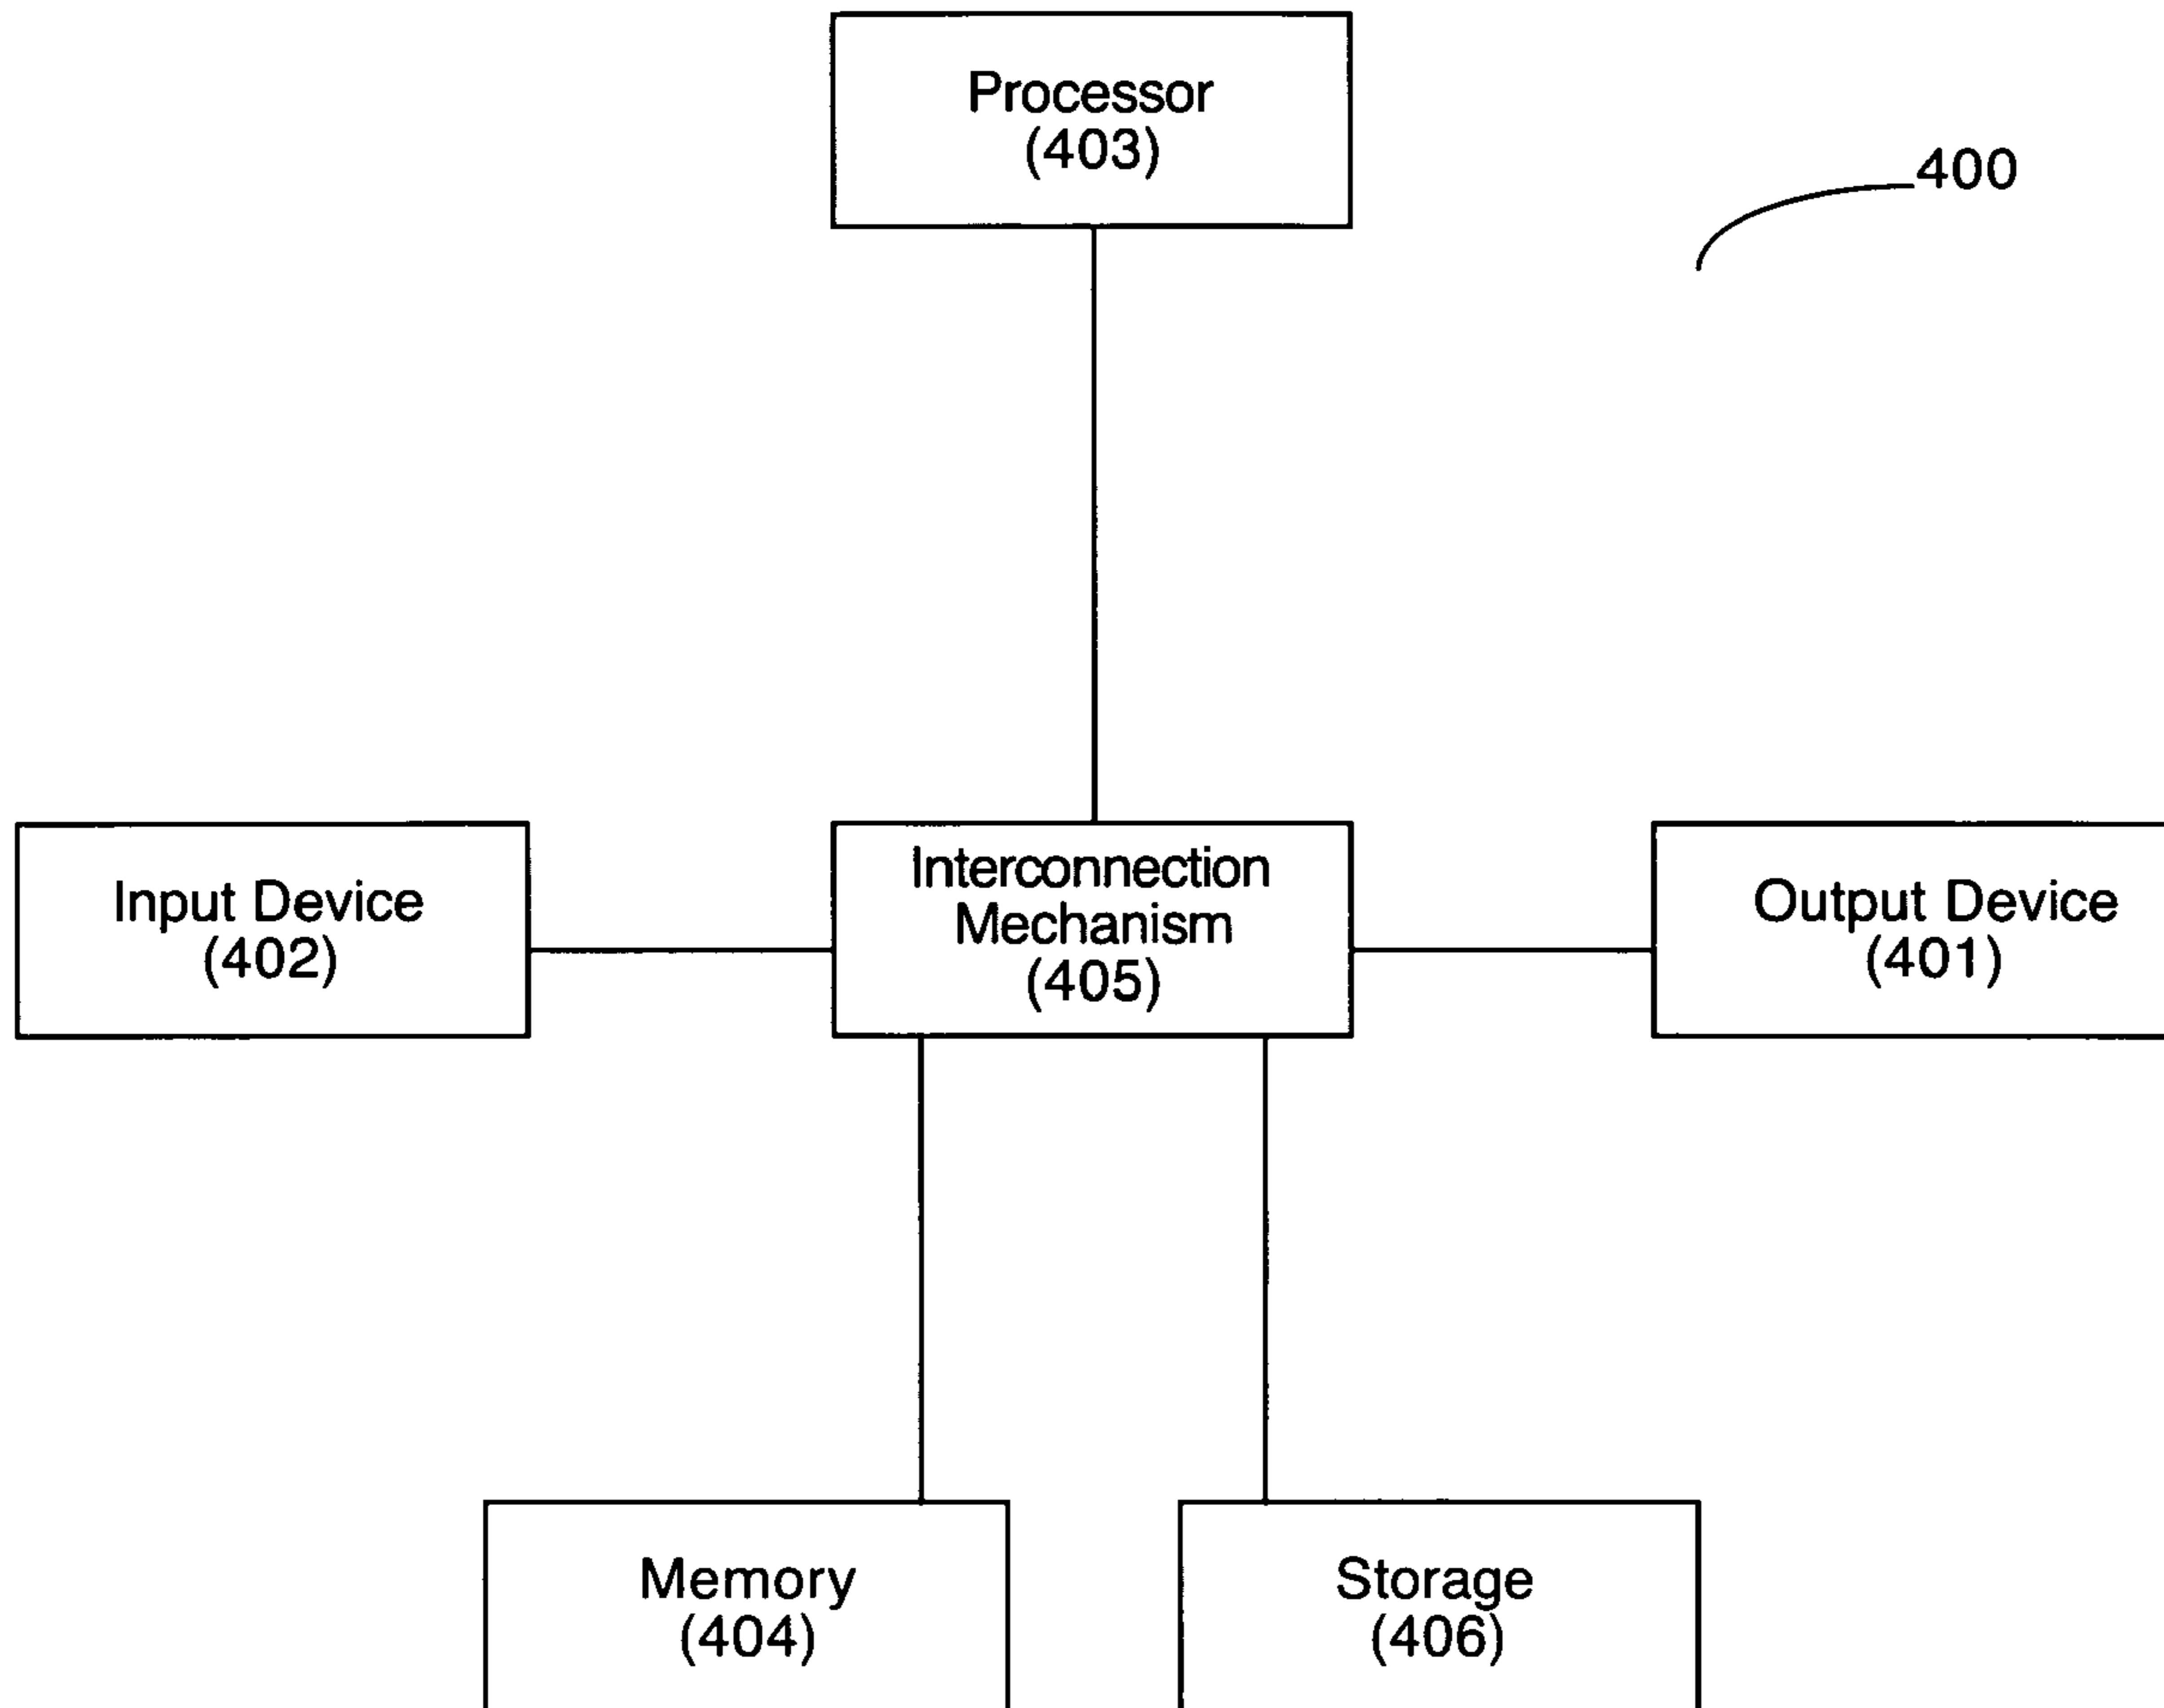 Processor
(403)
400
Input Device
(402)
Interconnection
Mechanism
(405)
Output Device
(401)
Memory
(404)
Storage
(406)